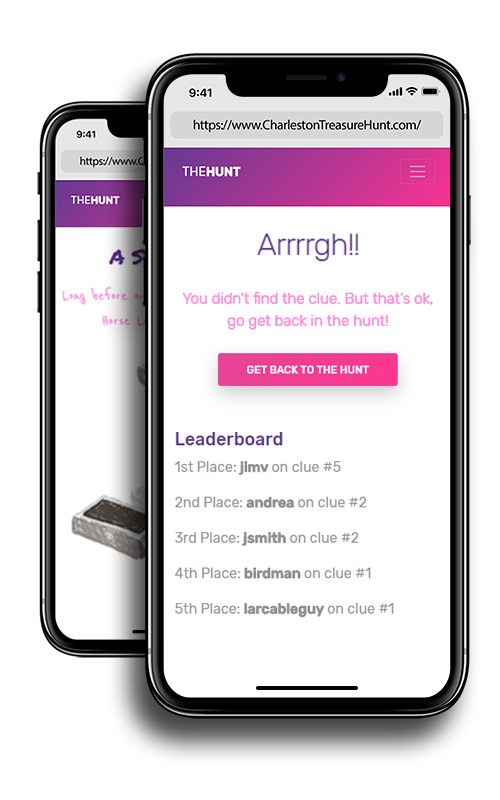 9:41
https://www.CharlestonTreasureHunt.com/
THEHUNT
Arrrrgh!!
You didn't find the clue. But that's ok,
go get back in the hunt!
GET BACK TO THE HUNT
Leaderboard
1st Place: jimv on clue #5
2nd Place: andrea on clue #2
3rd Place: jsmith on clue #2
4th Place: birdman on clue #1
5th Place: larcableguy on clue #1
9:41
https://www.C
THEHUNT
A S
Long before
Horse L